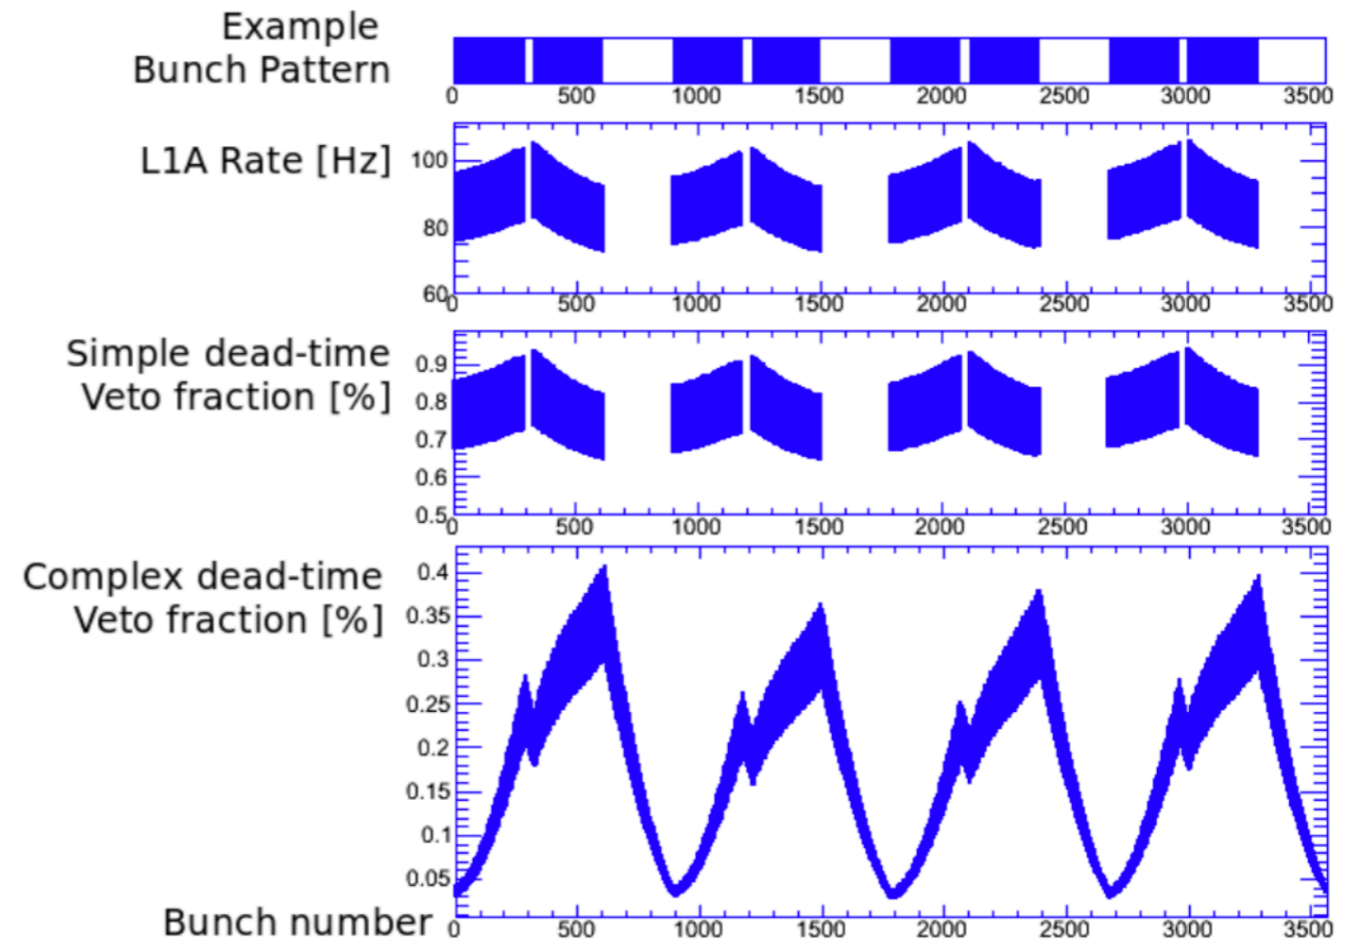 Example
Bunch Pattern
0 500 1000 1500 2000 2500 3000 3500
L1A Rate [Hz]
100
80
60
0 500 1000 1500 2000 2500 3000 3500
Simple dead-time
Veto fraction [%]
0.9
0.8
0.7
0.6
0.5
0 500 1000 1500 2000 2500 3000 3500
Complex dead-time
Veto fraction [%]
0.4
0.35
0.3
0.25
0.2
0.15
0.1
0.05
Bunch number
0 500 1000 1500 2000 2500 3000 3500